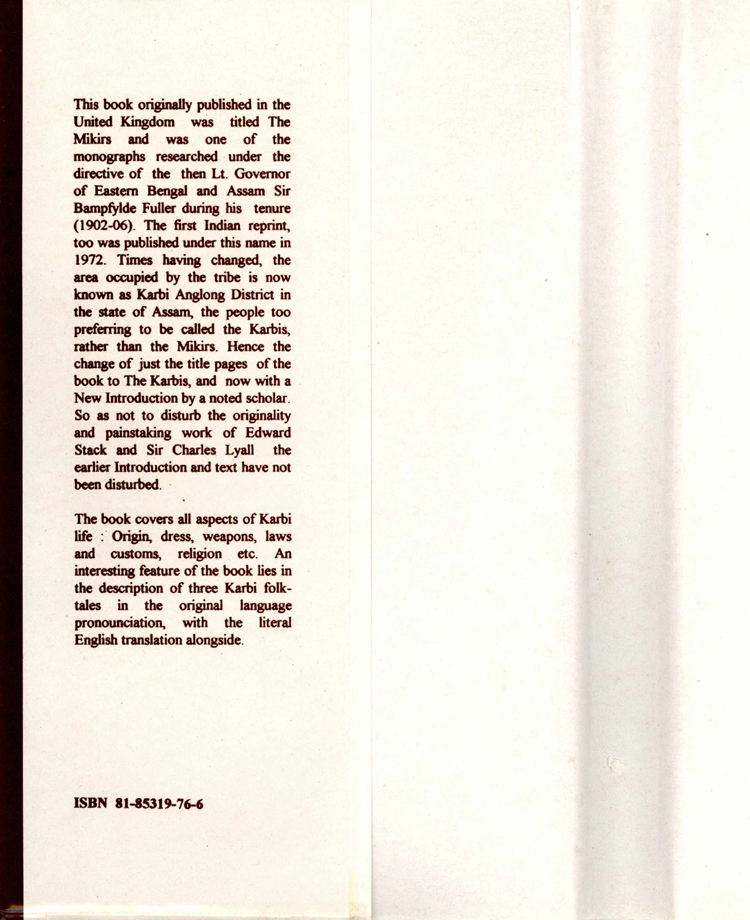 This book originally published in the
United Kingdom was titled The
Mikirs and was one of the
monographs researched under the
directive of the then Lt. Governor
of Eastern Bengal and Assam Sir
Bampfylde Fuller during his tenure
(1902-06). The first Indian reprint,
too was published under this name in
1972. Times having changed, the
area occupied by the tribe is now
known as Karbi Anglong District in
the state of Assam, the people too
preferring to be called the Karbis,
rather than the Mikirs. Hence the
change of just the title pages of the
book to The Karbis, and now with a
New Introduction by a noted scholar.
So as not to disturb the originality
and painstaking work of Edward
Stack and Sir Charles Lyall the
earlier Introduction and text have not
been disturbed.
The book covers all aspects of Karbi
life : Origin, dress, weapons, laws
and customs, religion etc. An
interesting feature of the book lies in
the description of three Karbi folk-
tales in the original language
pronounciation, with the literal
English translation alongside.
ISBN 81-85319-76-6